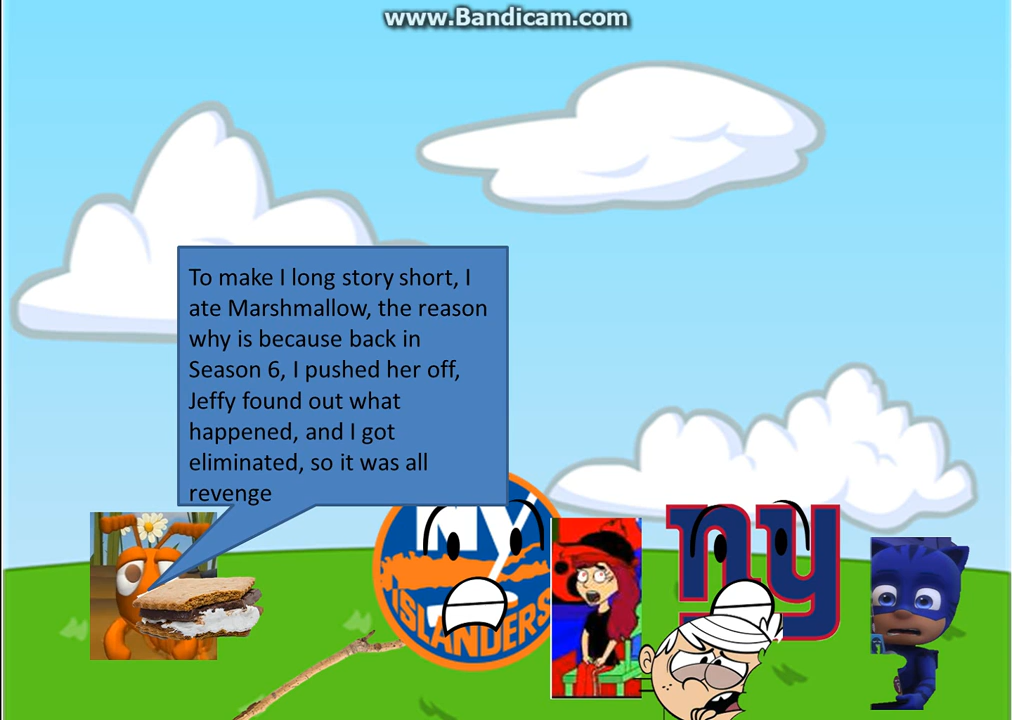 www.Bandicam.com
To make I long story short, I
ate Marshmallow, the reason
why is because back in
Season 6, I pushed her off,
Jeffy found out what
happened, and I got
eliminated, so it was all
revenge
NY
ISLANDERS
ny